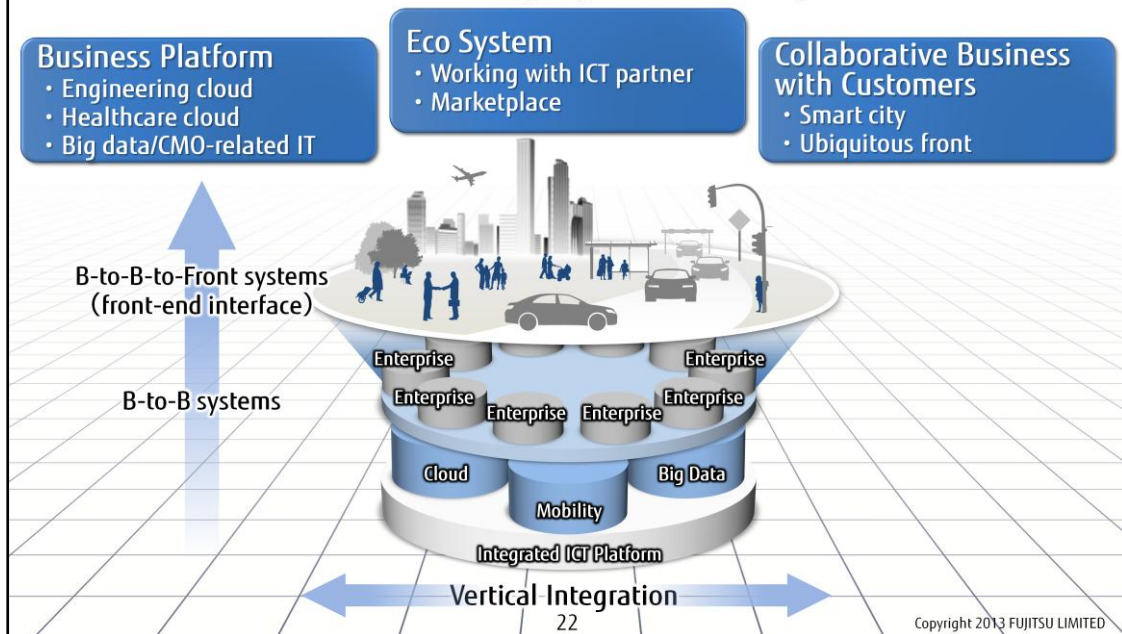 Business Platform
・Engineering cloud
・Healthcare cloud
・Big data/CMO-related IT
Eco System
・Working with ICT partner
・Marketplace
Collaborative Business
with Customers
・Smart city
・Ubiquitous front
B-to-B-to-Front systems
(front-end interface)
B-to-B systems
Enterprise
Enterprise
Enterprise
Enterprise
Enterprise
Enterprise
Cloud
Mobility
Big Data
Integrated ICT Platform
Vertical Integration
22
Copyright 2013 FUJITSU LIMITED